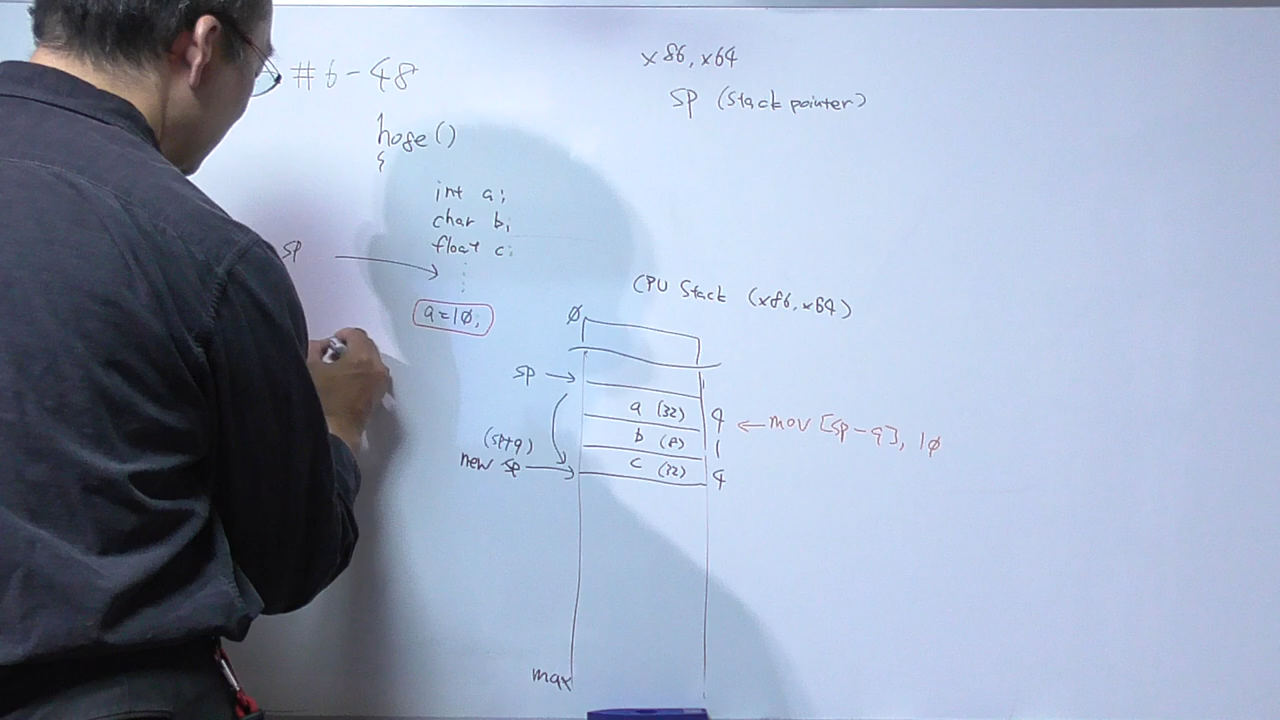 #6-48
x86, x64
SP (Stack pointer)
hoge()
{
int a;
char b;
float c;
SP
a=10;
CPU Stack (x86, x64)
0
SP
a (32) 4
← mov [sp-9], 10
b (8) 1
(sp+9)
new sp
c (32) 4
max